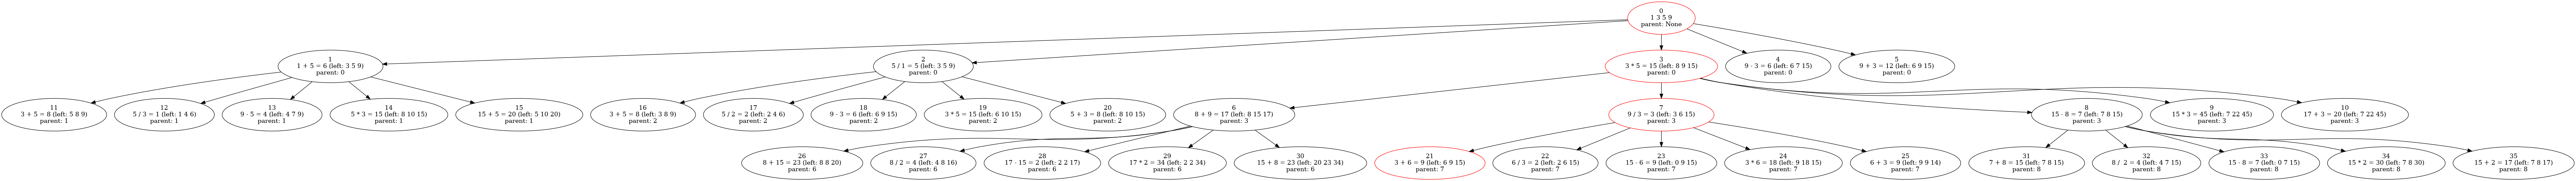 0
1 3 5 9
parent: None
1
1 + 5 = 6 (left: 3 5 9)
parent: 0
2
5 / 1 = 5 (left: 3 5 9)
parent: 0
3
3 * 5 = 15 (left: 8 9 15)
parent: 0
4
9 - 3 = 6 (left: 6 7 15)
parent: 0
5
9 + 3 = 12 (left: 6 9 15)
parent: 0
11
3 + 5 = 8 (left: 5 8 9)
parent: 1
12
5 / 3 = 1 (left: 1 4 6)
parent: 1
13
9 - 5 = 4 (left: 4 7 9)
parent: 1
14
5 * 3 = 15 (left: 8 10 15)
parent: 1
15
15 + 5 = 20 (left: 5 10 20)
parent: 1
16
3 + 5 = 8 (left: 3 8 9)
parent: 2
17
5 / 2 = 2 (left: 2 4 6)
parent: 2
18
9 - 3 = 6 (left: 6 9 15)
parent: 2
19
3 * 5 = 15 (left: 6 10 15)
parent: 2
20
5 + 3 = 8 (left: 8 10 15)
parent: 2
6
8 + 9 = 17 (left: 8 15 17)
parent: 3
7
9 / 3 = 3 (left: 3 6 15)
parent: 3
8
15 - 8 = 7 (left: 7 8 15)
parent: 3
9
15 * 3 = 45 (left: 7 22 45)
parent: 3
10
17 + 3 = 20 (left: 7 22 45)
parent: 3
26
8 + 15 = 23 (left: 8 8 20)
parent: 6
27
8 / 2 = 4 (left: 4 8 16)
parent: 6
28
17 - 15 = 2 (left: 2 2 17)
parent: 6
29
17 * 2 = 34 (left: 2 2 34)
parent: 6
30
15 + 8 = 23 (left: 20 23 34)
parent: 6
21
3 + 6 = 9 (left: 6 9 15)
parent: 7
22
6 / 3 = 2 (left: 2 6 15)
parent: 7
23
15 - 6 = 9 (left: 0 9 15)
parent: 7
24
3 * 6 = 18 (left: 9 18 15)
parent: 7
25
6 + 3 = 9 (left: 9 9 14)
parent: 7
31
7 + 8 = 15 (left: 7 8 15)
parent: 8
32
8 /  2 = 4 (left: 4 7 15)
parent: 8
33
15 - 8 = 7 (left: 0 7 15)
parent: 8
34
15 * 2 = 30 (left: 7 8 30)
parent: 8
35
15 + 2 = 17 (left: 7 8 17)
parent: 8